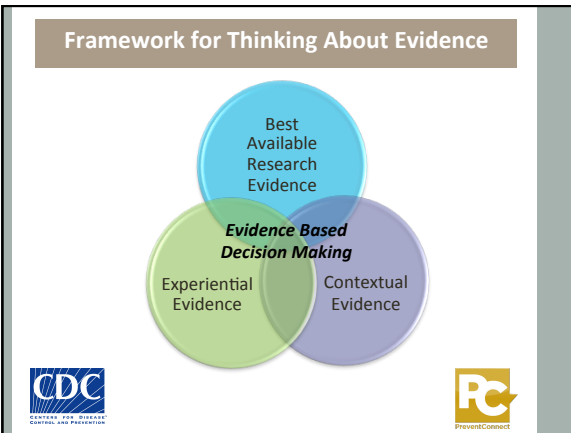 Framework for Thinking About Evidence
Best
Available
Research
Evidence
Evidence Based
Decision Making
Experiential
Evidence
Contextual
Evidence
CDC
CENTERS FOR DISEASE
CONTROL AND PREVENTION
PC
PreventConnect